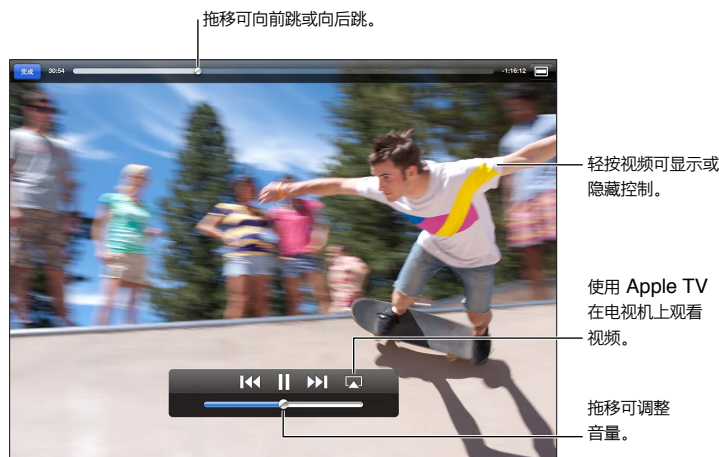 拖移可向前跳或向后跳。
完成 30:54 -1:16:12
轻按视频可显示或
隐藏控制。
使用 Apple TV
在电视机上观看
视频。
拖移可调整
音量。